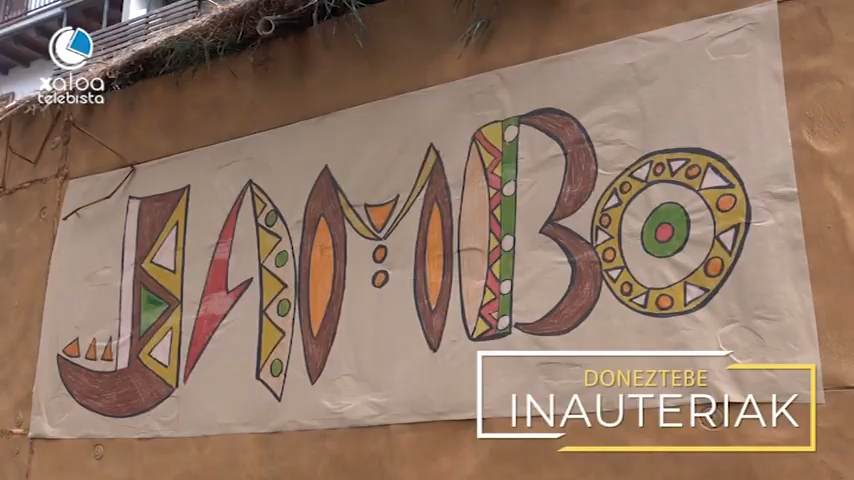 xaloa
telebista
JAMBO
DONEZTEBE
INAUTERIAK